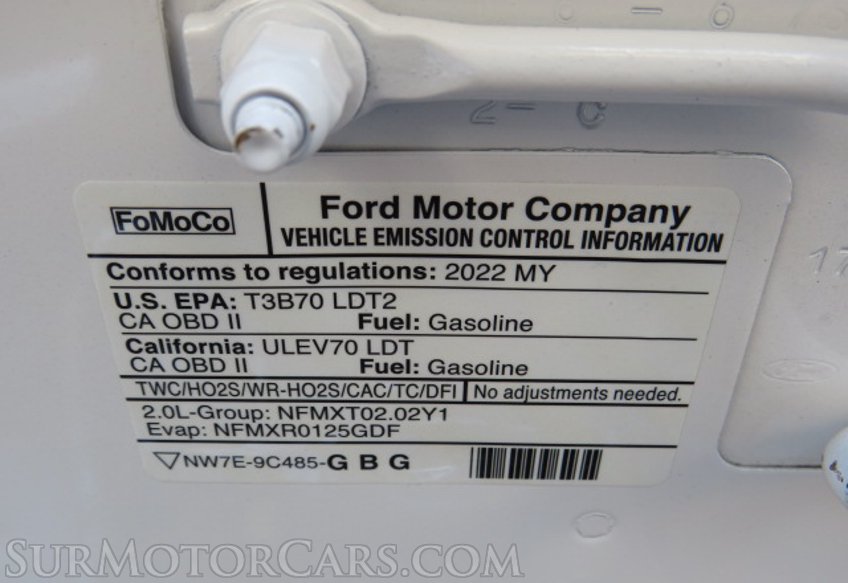 2 - C
17
FoMoCo
Ford Motor Company
VEHICLE EMISSION CONTROL INFORMATION
Conforms to regulations: 2022 MY
U.S. EPA: T3B70 LDT2
CA OBD II Fuel: Gasoline
California: ULEV70 LDT
CA OBD II Fuel: Gasoline
TWC/HO2S/WR-HO2S/CAC/TC/DFI No adjustments needed.
2.0L-Group: NFMXT02.02Y1
Evap: NFMXR0125GDF
NW7E-9C485-G B G
SurMotorCars.com